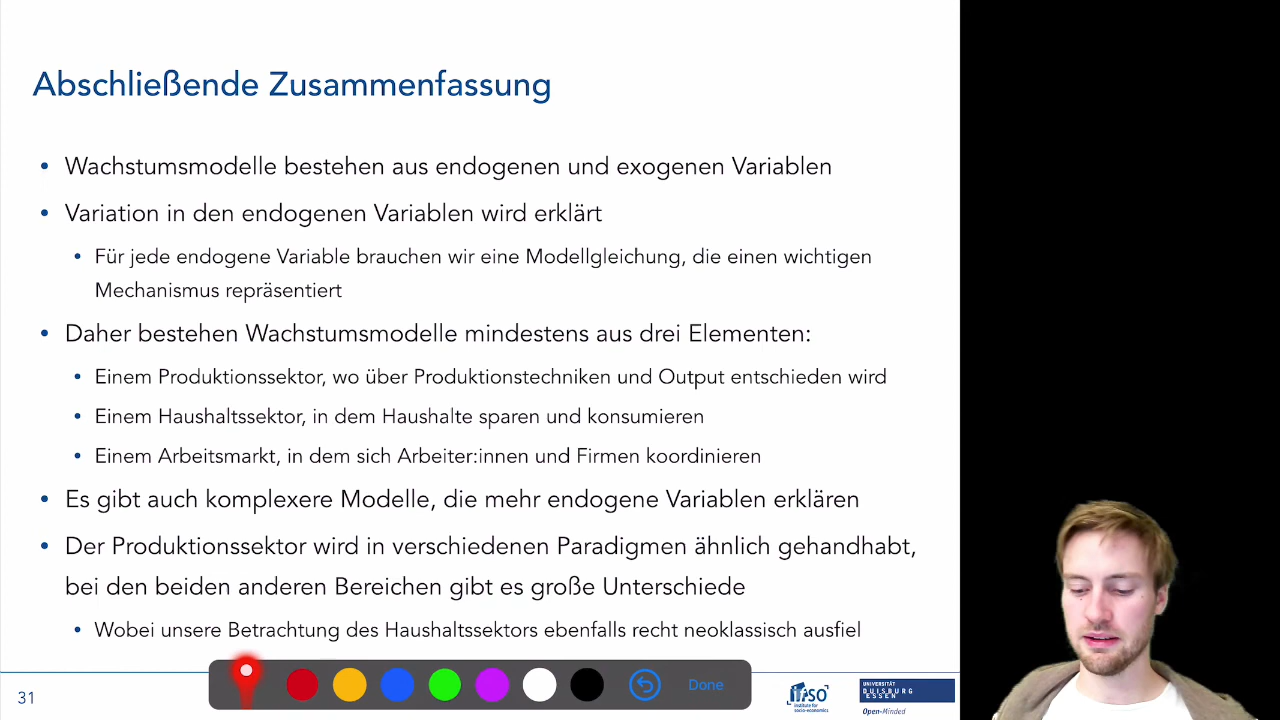 Abschließende Zusammenfassung
• Wachstumsmodelle bestehen aus endogenen und exogenen Variablen
• Variation in den endogenen Variablen wird erklärt
• Für jede endogene Variable brauchen wir eine Modellgleichung, die einen wichtigen
Mechanismus repräsentiert
• Daher bestehen Wachstumsmodelle mindestens aus drei Elementen:
• Einem Produktionssektor, wo über Produktionstechniken und Output entschieden wird
• Einem Haushaltssektor, in dem Haushalte sparen und konsumieren
• Einem Arbeitsmarkt, in dem sich Arbeiter:innen und Firmen koordinieren
• Es gibt auch komplexere Modelle, die mehr endogene Variablen erklären
• Der Produktionssektor wird in verschiedenen Paradigmen ähnlich gehandhabt,
bei den beiden anderen Bereichen gibt es große Unterschiede
• Wobei unsere Betrachtung des Haushaltssektors ebenfalls recht neoklassisch ausfiel
31
Done
ifso
institute for
socio-economics
UNIVERSITÄT
DUISBURG
ESSEN
Open-Minded